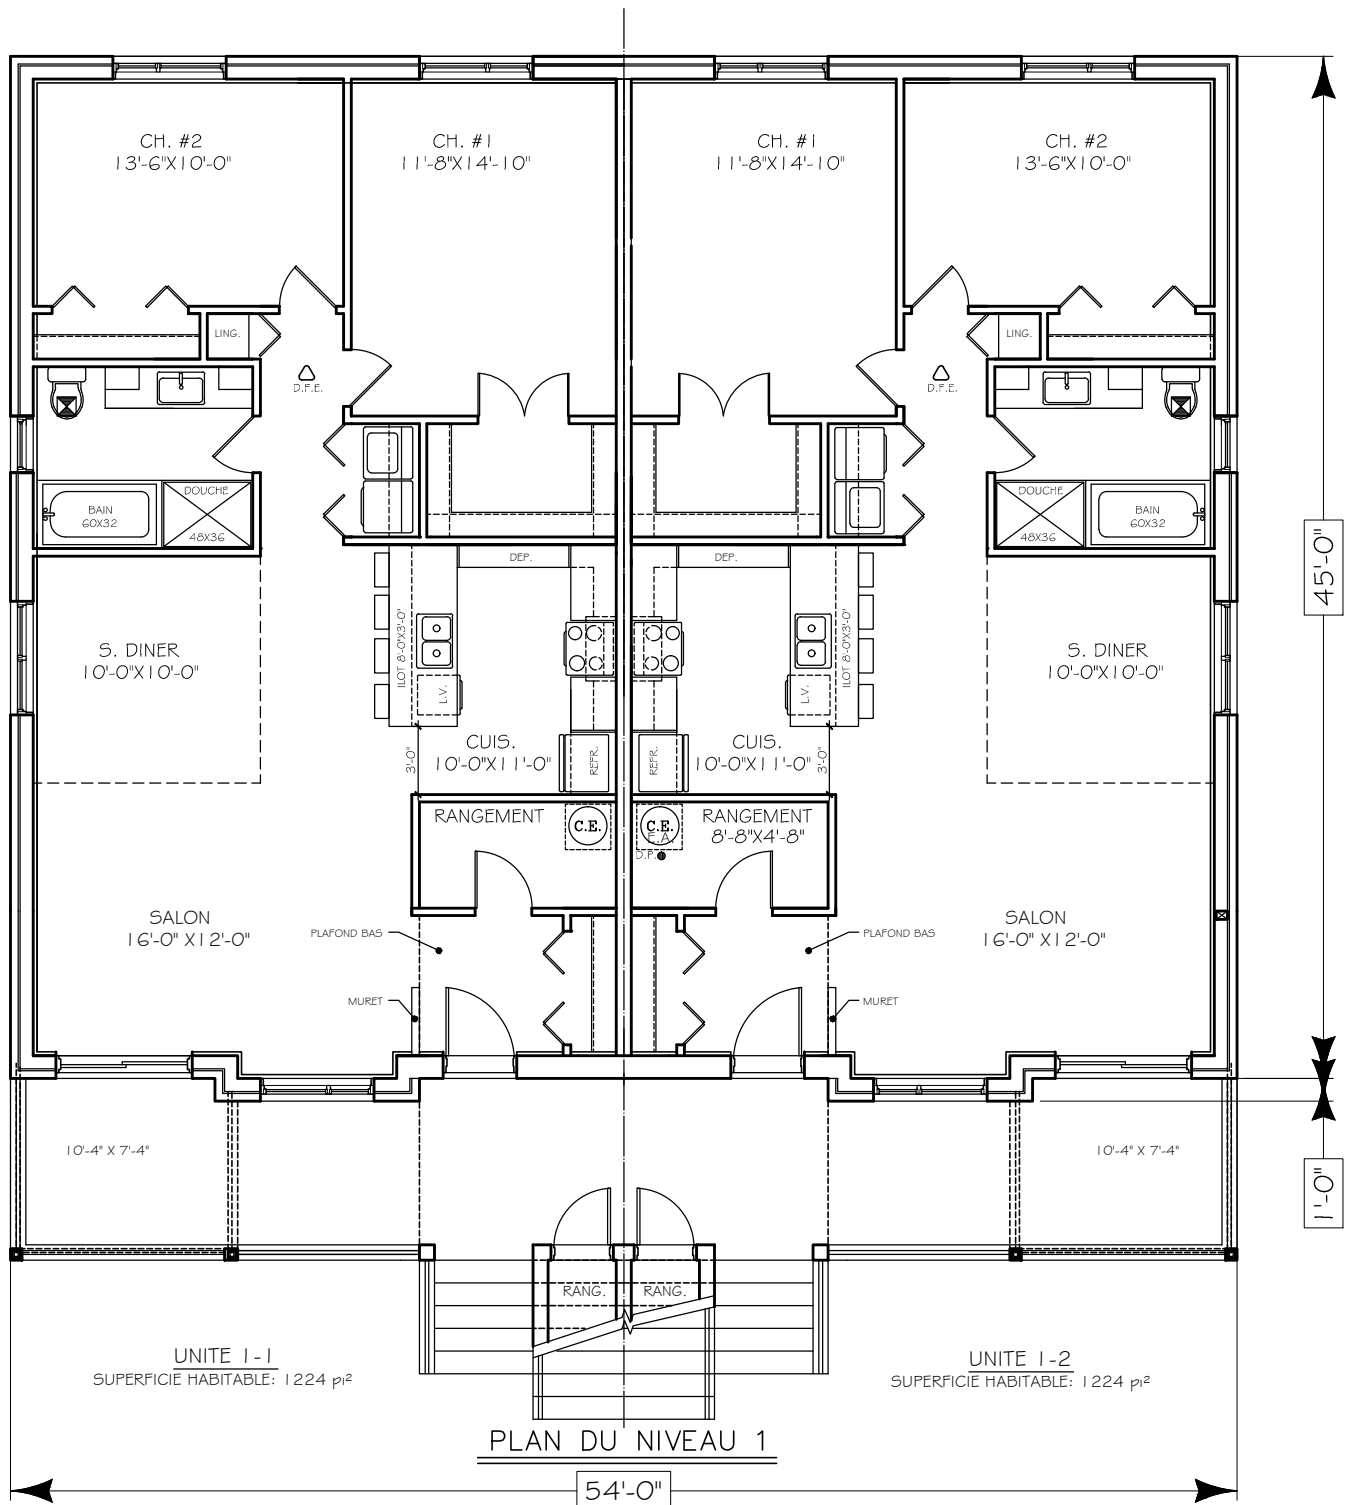 CH. #2
13'-6"X10'-0"
CH. #1
11'-8"X14'-10"
CH. #1
11'-8"X14'-10"
CH. #2
13'-6"X10'-0"
LING.
LING.
D.F.E.
D.F.E.
DOUCHE
48X36
BAIN
60X32
DOUCHE
48X36
BAIN
60X32
DEP.
DEP.
ILOT 8'-0"X3'-0"
ILOT 8'-0"X3'-0"
S. DINER
10'-0"X10'-0"
S. DINER
10'-0"X10'-0"
L.V.
L.V.
CUIS.
10'-0"X11'-0"
CUIS.
10'-0"X11'-0"
REFR.
REFR.
3'-0"
3'-0"
RANGEMENT
C.E.
C.E.
E.A.
D.P.
RANGEMENT
8'-8"X4'-8"
SALON
16'-0" X12'-0"
SALON
16'-0" X12'-0"
PLAFOND BAS
PLAFOND BAS
MURET
MURET
45'-0"
1'-0"
10'-4" X 7'-4"
10'-4" X 7'-4"
RANG.
RANG.
UNITE 1-1
SUPERFICIE HABITABLE: 1224 pi²
UNITE 1-2
SUPERFICIE HABITABLE: 1224 pi²
PLAN DU NIVEAU 1
54'-0"